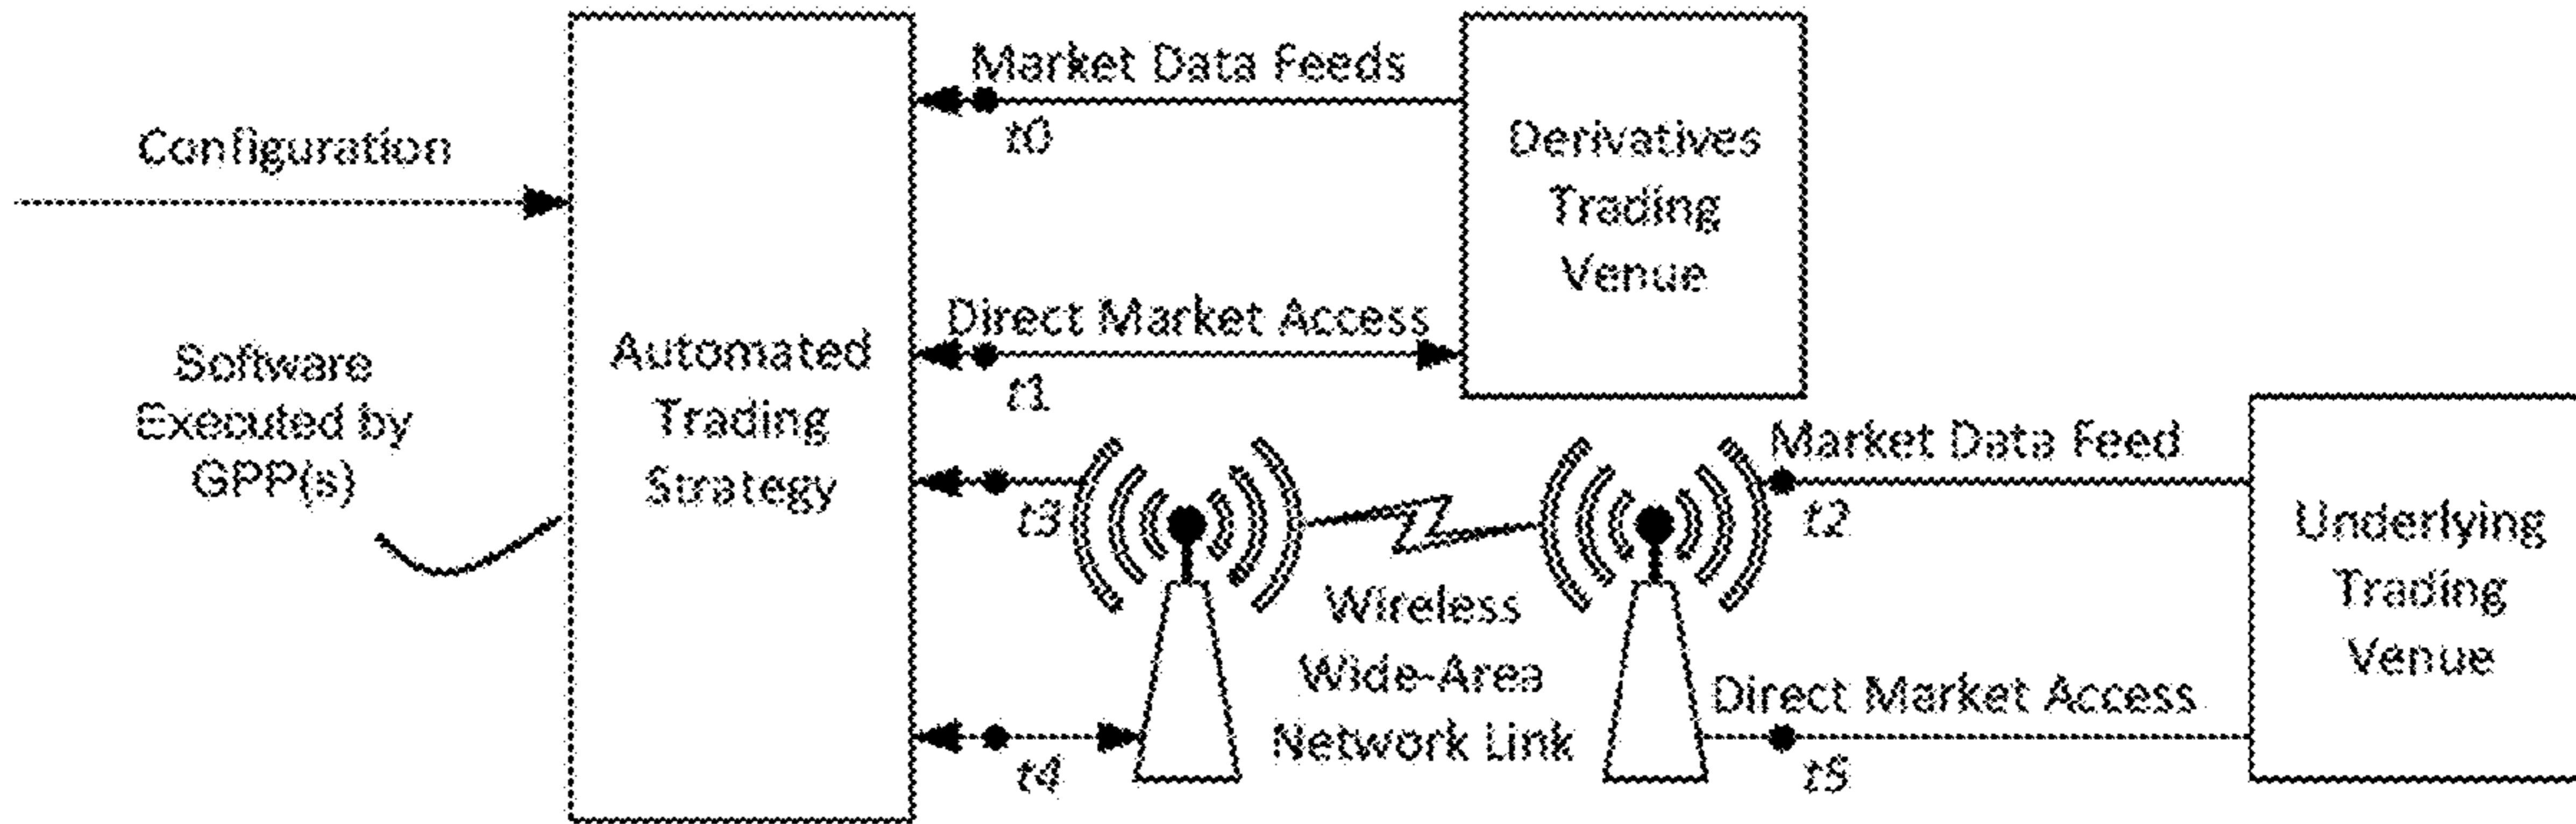 Configuration
Software
Executed by
GPP(s)
Automated
Trading
Strategy
Market Data Feeds
t0
Direct Market Access
t1
Derivatives
Trading
Venue
t3
t4
Wireless
Wide-Area
Network Link
Market Data Feed
t2
Direct Market Access
t5
Underlying
Trading
Venue